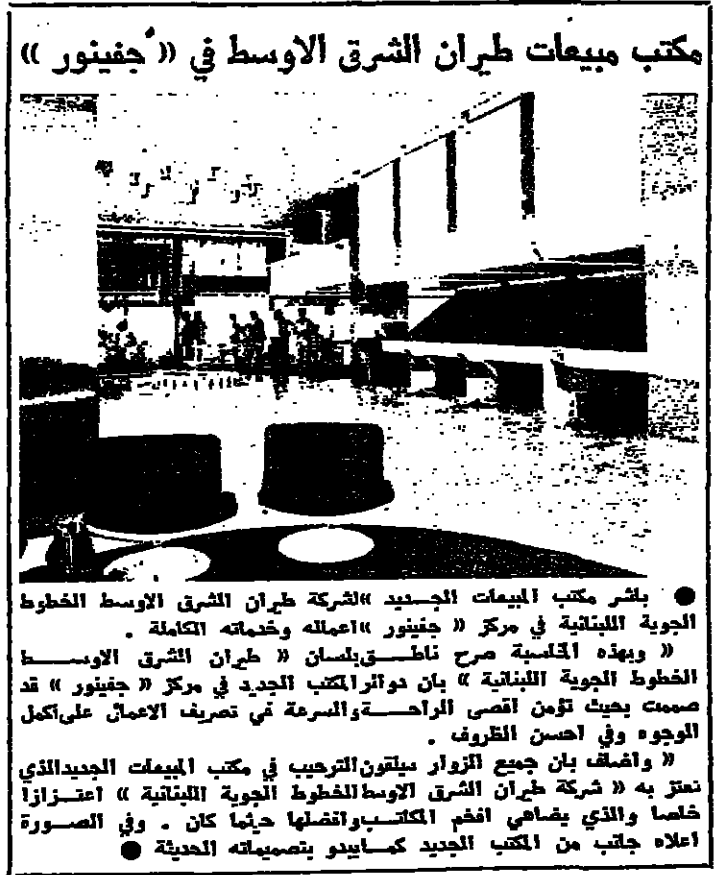 مكتب مبيعات طيران الشرق الاوسط في (( جفينور ))
● باشر مكتب المبيعات الجديد »لشركة طيران الشرق الاوسط الخطوط
الجوية اللبنانية في مركز « جفينور »اعماله وخدماته الكاملة .
« وبهذه المناسبة صرح ناطق بلسان « طيران الشرق الاوسط
الخطوط الجوية اللبنانية » بان دوائر المكتب الجديد في مركز « جفينور » قد
صممت بحيث تؤمن اقصى الراحة والسرعة في تصريف الاعمال على اكمل
الوجوه وفي احسن الظروف .
« واضاف بان جميع الزوار سيلقون الترحيب في مكتب المبيعات الجديد الذي
تعتز به « شركة طيران الشرق الاوسط الخطوط الجوية اللبنانية » اعتزازا
خاصا والذي يضاهي افخم المكاتب وافضلها حيثما كان . وفي الصورة
اعلاه جانب من المكتب الجديد كما يبدو بتصميماته الحديثة ●